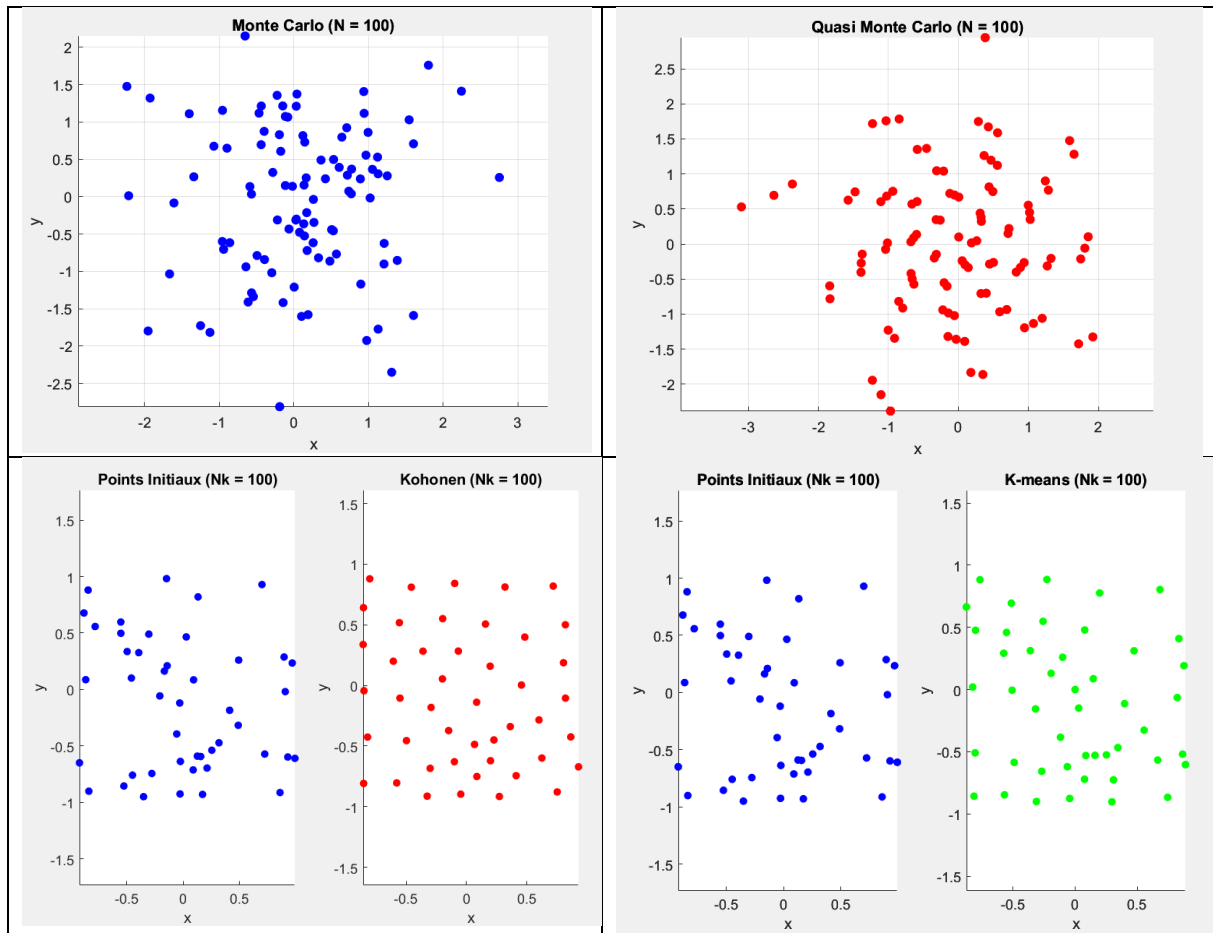 Monte Carlo (N = 100)
2
1.5
1
0.5
0
-0.5
-1
-1.5
-2
-2.5
y
-2 -1 0 1 2 3
x
Quasi Monte Carlo (N = 100)
2.5
2
1.5
1
0.5
0
-0.5
-1
-1.5
-2
y
-3 -2 -1 0 1 2
x
Points Initiaux (Nk = 100)
1.5
1
0.5
0
-0.5
-1
-1.5
y
-0.5 0 0.5
x
Kohonen (Nk = 100)
1.5
1
0.5
0
-0.5
-1
-1.5
y
-0.5 0 0.5
x
Points Initiaux (Nk = 100)
1.5
1
0.5
0
-0.5
-1
-1.5
y
-0.5 0 0.5
x
K-means (Nk = 100)
1.5
1
0.5
0
-0.5
-1
-1.5
y
-0.5 0 0.5
x